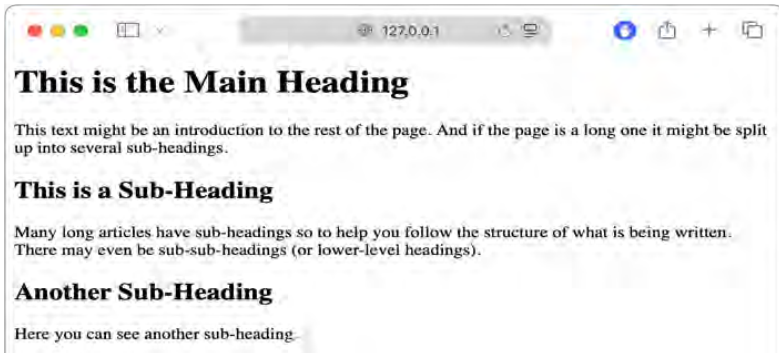 127.0.0.1
This is the Main Heading
This text might be an introduction to the rest of the page. And if the page is a long one it might be split
up into several sub-headings.
This is a Sub-Heading
Many long articles have sub-headings so to help you follow the structure of what is being written.
There may even be sub-sub-headings (or lower-level headings).
Another Sub-Heading
Here you can see another sub-heading.